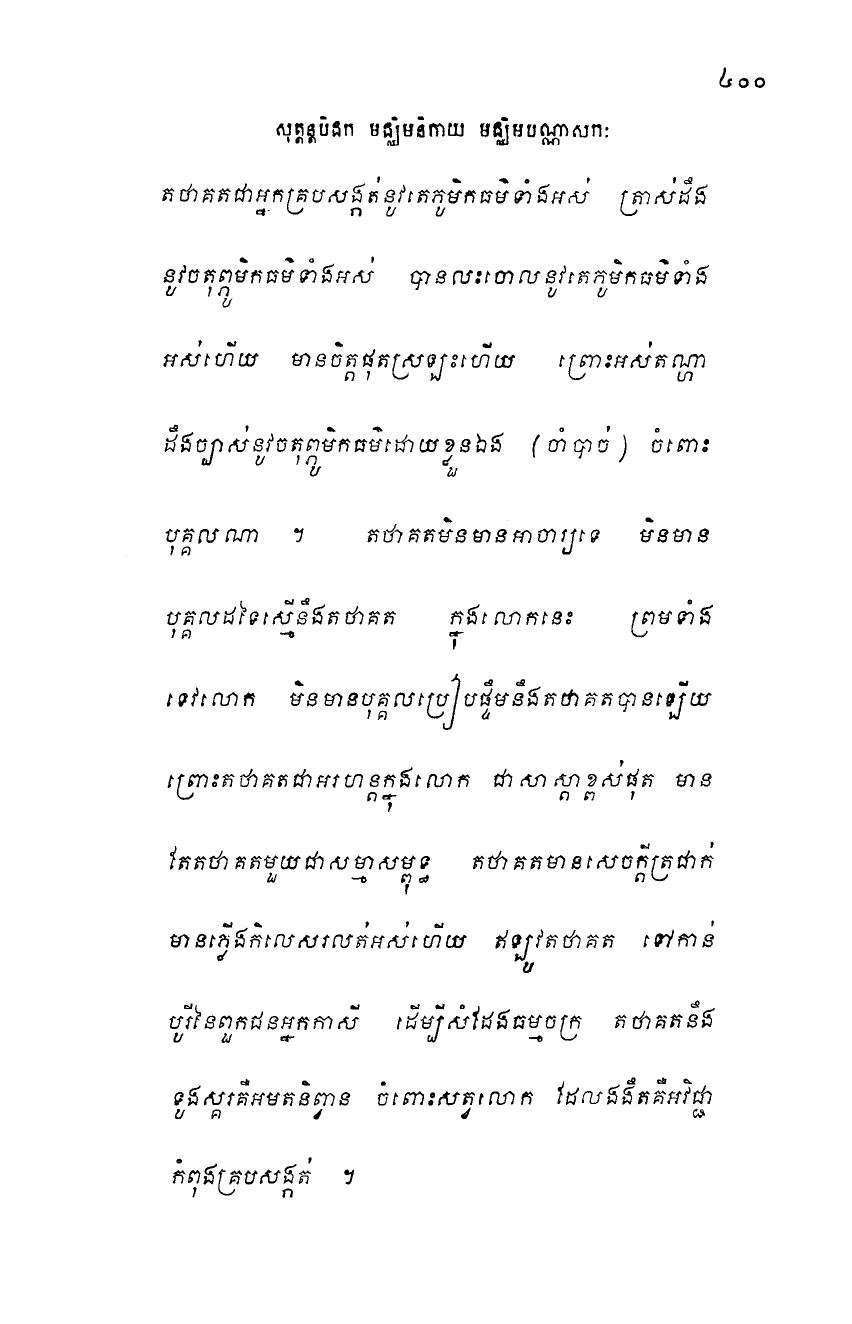 ៤០០
សុត្តន្តបិដក មជ្ឈិមនិកាយ មជ្ឈិមបណ្ណាសកៈ
តថាគតជាអ្នកគ្របសង្កត់នូវតេភូមិកធម៌ទាំងអស់ ត្រាស់ដឹង
នូវចតុព្ភូមិកធម៌ទាំងអស់ បានលះចោលនូវតេភូមិកធម៌ទាំង
អស់ហើយ មានចិត្តផុតស្រឡះហើយ ព្រោះអស់តណ្ហា
ដឹងច្បាស់នូវចតុព្ភូមិកធម៌ដោយខ្លួនឯង (ចាំបាច់) ចំពោះ
បុគ្គលណា ។ តថាគតមិនមានអាចារ្យទេ មិនមាន
បុគ្គលដទៃស្មើនឹងតថាគត ក្នុងលោកនេះ ព្រមទាំង
ទេវលោក មិនមានបុគ្គលប្រៀបផ្ទឹមនឹងតថាគតបានឡើយ
ព្រោះតថាគតជាអរហន្តក្នុងលោក ជាសាស្តាខ្ពស់ផុត មាន
តែតថាគតមួយជាសម្មាសម្ពុទ្ធ តថាគតមានសេចក្តីត្រជាក់
មានភ្លើងកិលេសរលត់អស់ហើយ ឥឡូវតថាគត ទៅកាន់
បូរីនៃពួកជនអ្នកកាសី ដើម្បីសំដែងធម្មចក្រ តថាគតនឹង
ទូងស្គរគឺអមតនិព្វាន ចំពោះសត្វលោក ដែលងងឹតគឺអវិជ្ជា
កំពុងគ្របសង្កត់ ។